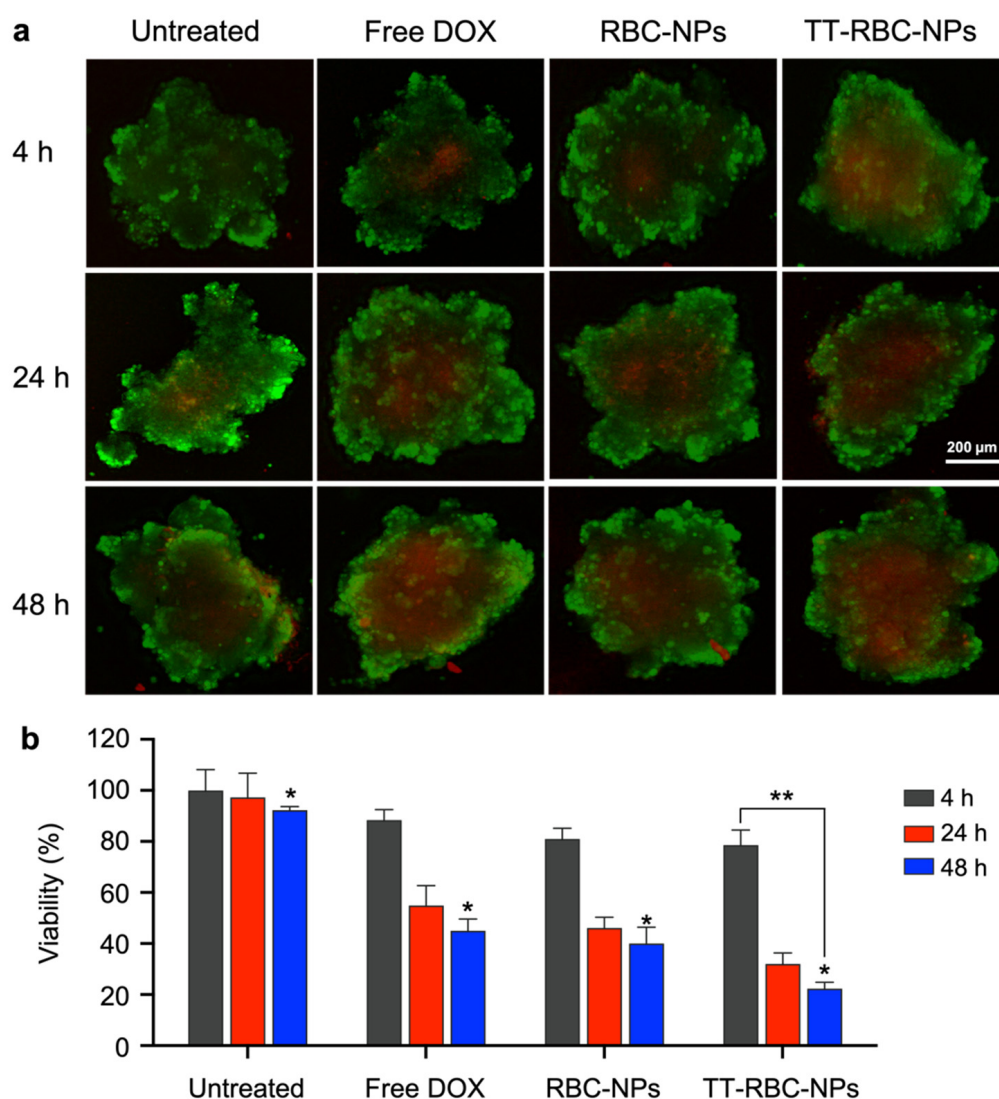 a
Untreated Free DOX RBC-NPs TT-RBC-NPs
4 h
24 h
200 µm
48 h
b
120
100
80
60
40
20
0
Viability (%)
* * * * **
4 h
24 h
48 h
Untreated Free DOX RBC-NPs TT-RBC-NPs